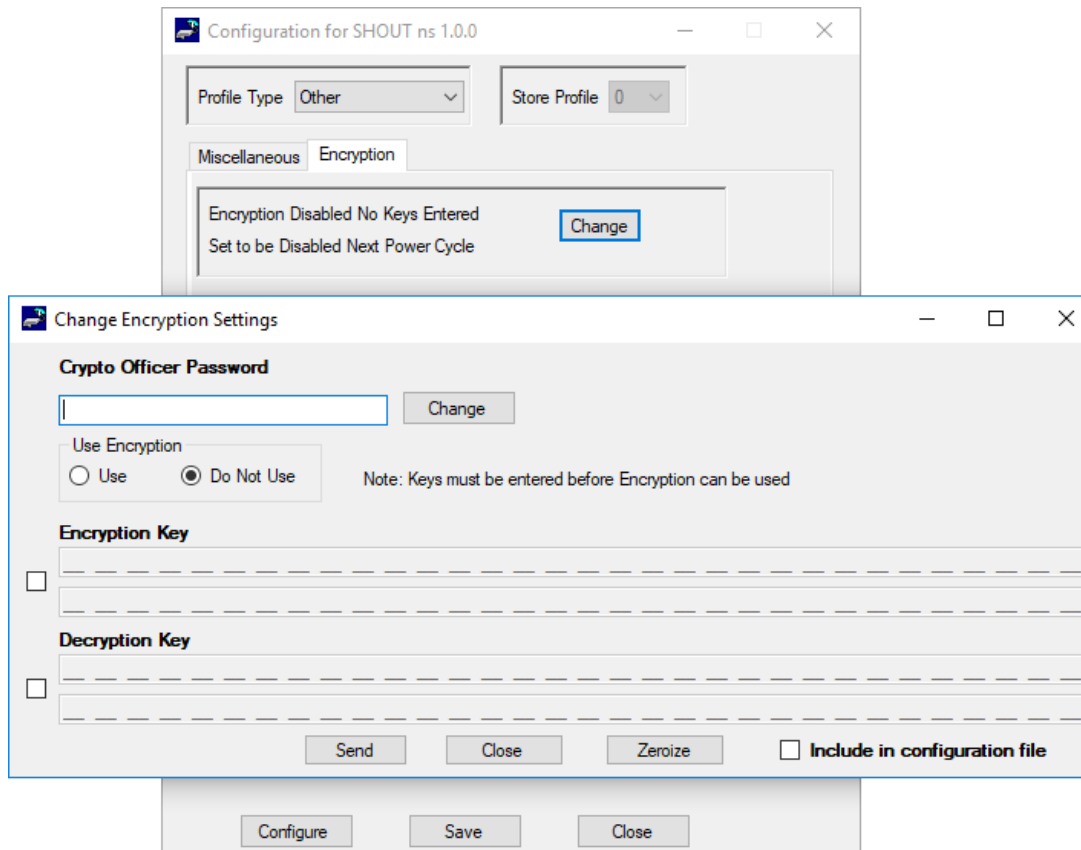 Configuration for SHOUT ns 1.0.0
Profile Type Other Store Profile 0
Miscellaneous Encryption
Encryption Disabled No Keys Entered
Change
Set to be Disabled Next Power Cycle
Change Encryption Settings
Crypto Officer Password
Change
Use Encryption
Use Do Not Use Note: Keys must be entered before Encryption can be used
Encryption Key
Decryption Key
Send Close Zeroize Include in configuration file
Configure Save Close